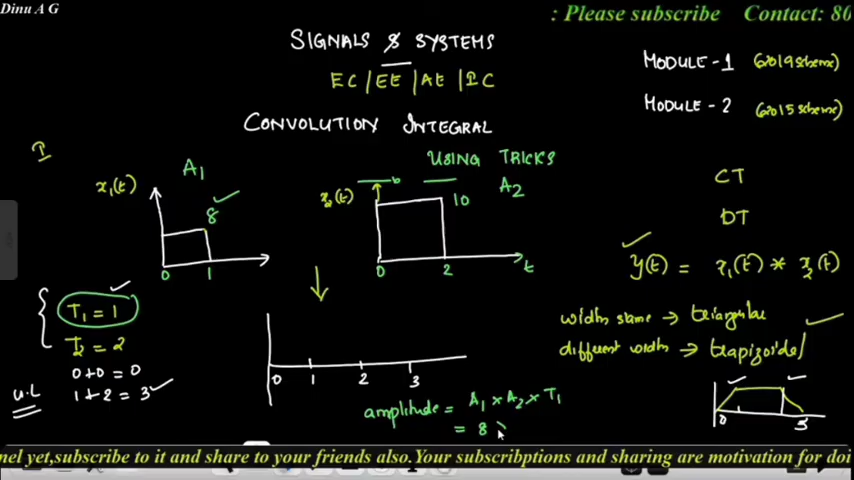 Dinu A G
: Please subscribe Contact: 86
SIGNALS & SYSTEMS
EC | EE | AE | IC
MODULE - 1 (2019 scheme)
MODULE - 2 (2015 scheme)
CONVOLUTION INTEGRAL
USING TRICKS
I
A1
x1(t)
8
0 1
x2(t)
10
A2
0 2 t
CT
DT
y(t) = x1(t) * x2(t)
T1 = 1
T2 = 2
0+0 = 0
U.L 1+2 = 3
0 1 2 3
width same → triangular
different width → trapizoidel
0 3
amplitude = A1 × A2 × T1
= 8
nel yet,subscribe to it and share to your friends also.Your subscribptions and sharing are motivation for doi